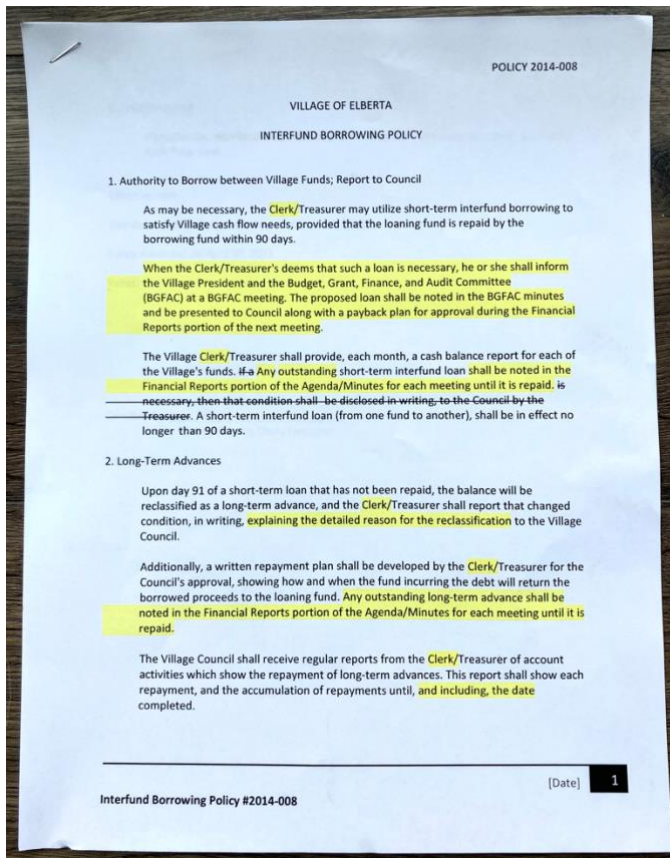 POLICY 2014-008
VILLAGE OF ELBERTA
INTERFUND BORROWING POLICY
1. Authority to Borrow between Village Funds; Report to Council
As may be necessary, the Clerk/Treasurer may utilize short-term interfund borrowing to
satisfy Village cash flow needs, provided that the loaning fund is repaid by the
borrowing fund within 90 days.
When the Clerk/Treasurer's deems that such a loan is necessary, he or she shall inform
the Village President and the Budget, Grant, Finance, and Audit Committee
(BGFAC) at a BGFAC meeting. The proposed loan shall be noted in the BGFAC minutes
and be presented to Council along with a payback plan for approval during the Financial
Reports portion of the next meeting.
The Village Clerk/Treasurer shall provide, each month, a cash balance report for each of
the Village's funds. If a Any outstanding short-term interfund loan shall be noted in the
Financial Reports portion of the Agenda/Minutes for each meeting until it is repaid. is
necessary, then that condition shall be disclosed in writing, to the Council by the
Treasurer. A short-term interfund loan (from one fund to another), shall be in effect no
longer than 90 days.
2. Long-Term Advances
Upon day 91 of a short-term loan that has not been repaid, the balance will be
reclassified as a long-term advance, and the Clerk/Treasurer shall report that changed
condition, in writing, explaining the detailed reason for the reclassification to the Village
Council.
Additionally, a written repayment plan shall be developed by the Clerk/Treasurer for the
Council's approval, showing how and when the fund incurring the debt will return the
borrowed proceeds to the loaning fund. Any outstanding long-term advance shall be
noted in the Financial Reports portion of the Agenda/Minutes for each meeting until it is
repaid.
The Village Council shall receive regular reports from the Clerk/Treasurer of account
activities which show the repayment of long-term advances. This report shall show each
repayment, and the accumulation of repayments until, and including, the date
completed.
[Date] 1
Interfund Borrowing Policy #2014-008